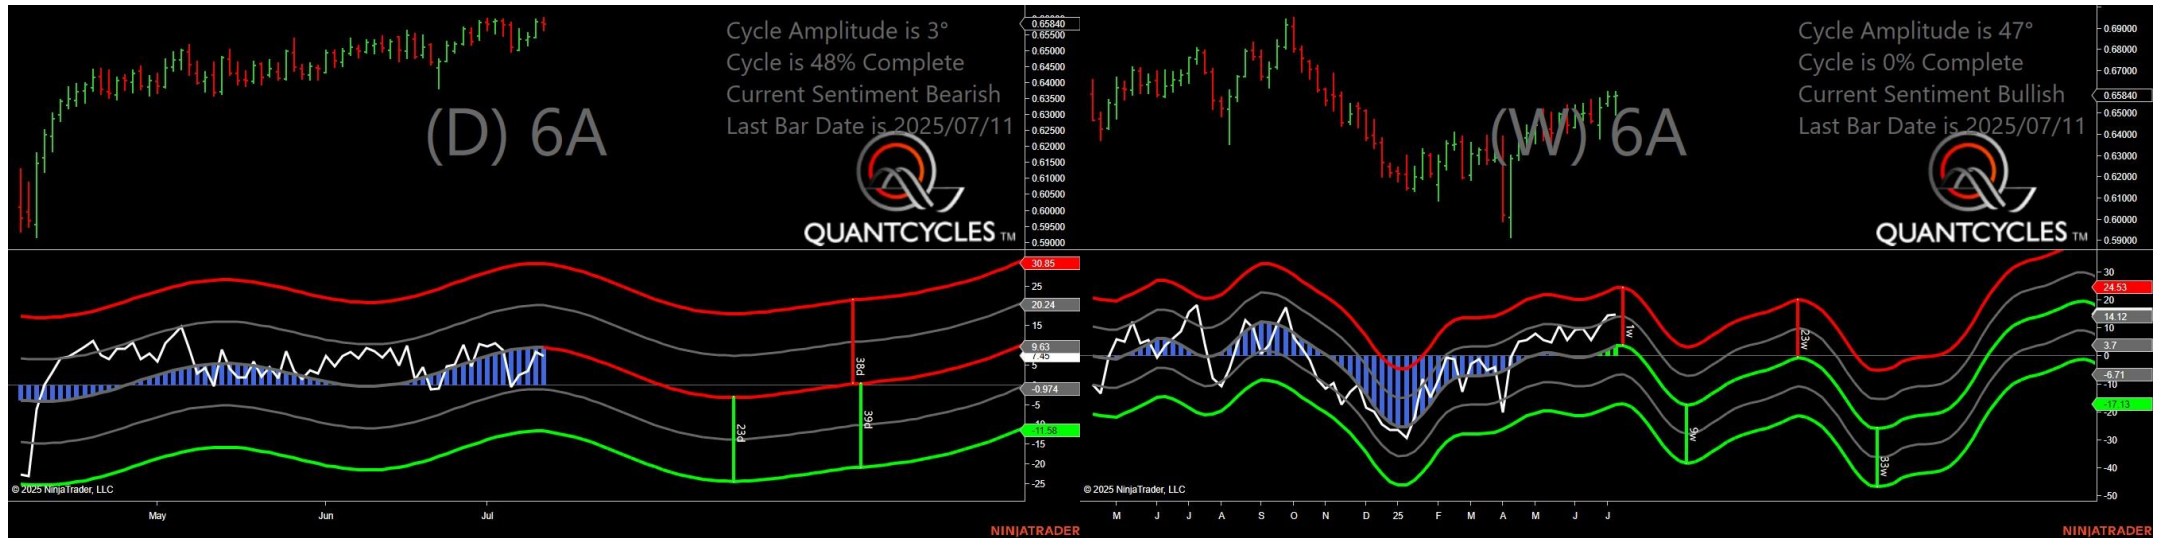 Cycle Amplitude is 3°
Cycle is 48% Complete
Current Sentiment Bearish
Last Bar Date is 2025/07/11
(D) 6A
QUANTCYCLES TM
0.65840
0.65500
0.65000
0.64500
0.64000
0.63500
0.63000
0.62500
0.62000
0.61500
0.61000
0.60500
0.60000
0.59500
0.59000
30.85
25
20.24
15
9.63
7.45
5
-0.974
-5
-11.58
-15
-20
-25
38d
23d
39d
© 2025 NinjaTrader, LLC
May
Jun
Jul
NINJATRADER
Cycle Amplitude is 47°
Cycle is 0% Complete
Current Sentiment Bullish
Last Bar Date is 2025/07/11
(W) 6A
QUANTCYCLES TM
0.69000
0.68000
0.67000
0.65840
0.65000
0.64000
0.63000
0.62000
0.61000
0.60000
0.59000
30
24.53
20
14.12
10
3.7
0
-6.71
-10
-17.13
-20
-30
-40
-50
1w
23w
9w
33w
© 2025 NinjaTrader, LLC
M
J
J
A
S
O
N
D
25
F
M
A
M
J
J
NINJATRADER